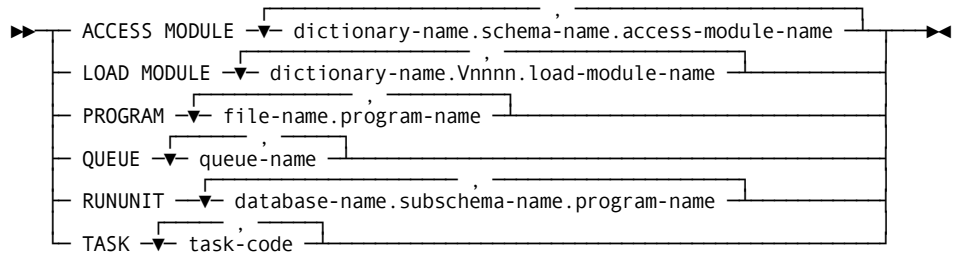 ,
ACCESS MODULE dictionary-name.schema-name.access-module-name
,
LOAD MODULE dictionary-name.Vnnnn.load-module-name
,
PROGRAM file-name.program-name
,
QUEUE queue-name
,
RUNUNIT database-name.subschema-name.program-name
,
TASK task-code